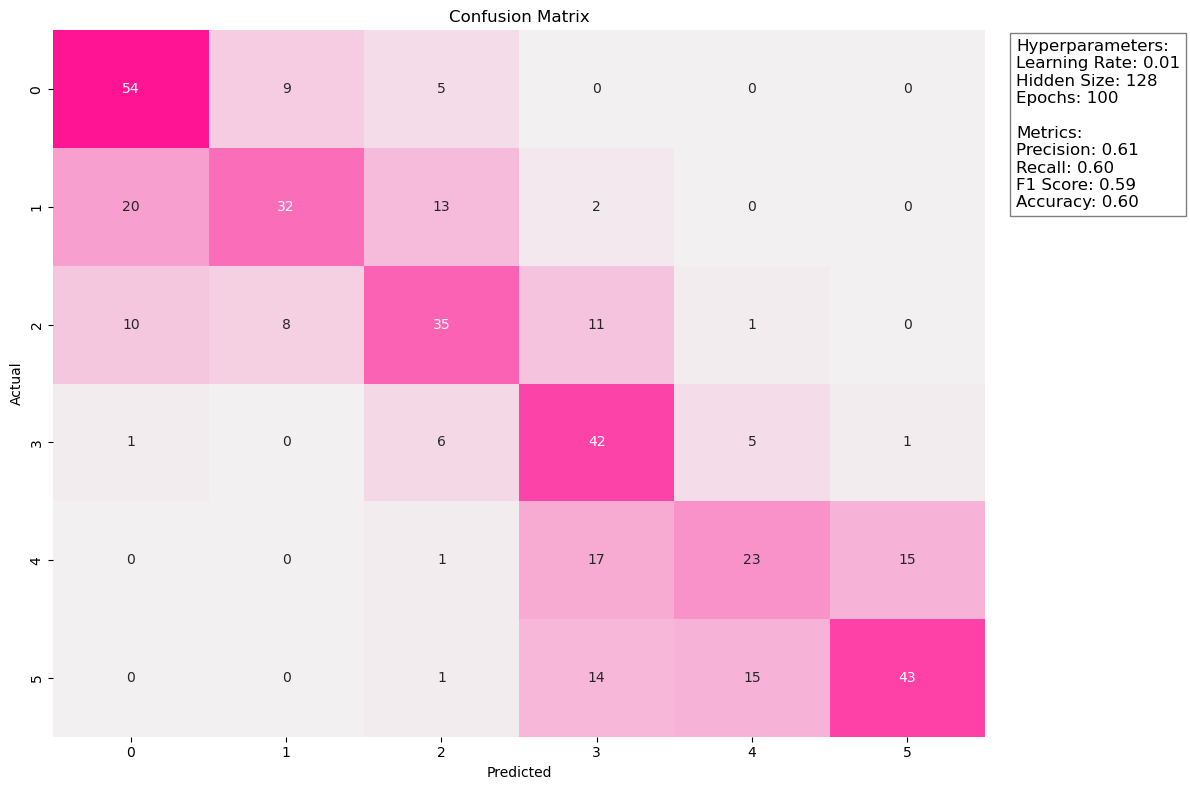 Confusion Matrix
Hyperparameters:
Learning Rate: 0.01
Hidden Size: 128
Epochs: 100
Metrics:
Precision: 0.61
Recall: 0.60
F1 Score: 0.59
Accuracy: 0.60
Actual
0 54 9 5 0 0 0
1 20 32 13 2 0 0
2 10 8 35 11 1 0
3 1 0 6 42 5 1
4 0 0 1 17 23 15
5 0 0 1 14 15 43
0 1 2 3 4 5
Predicted